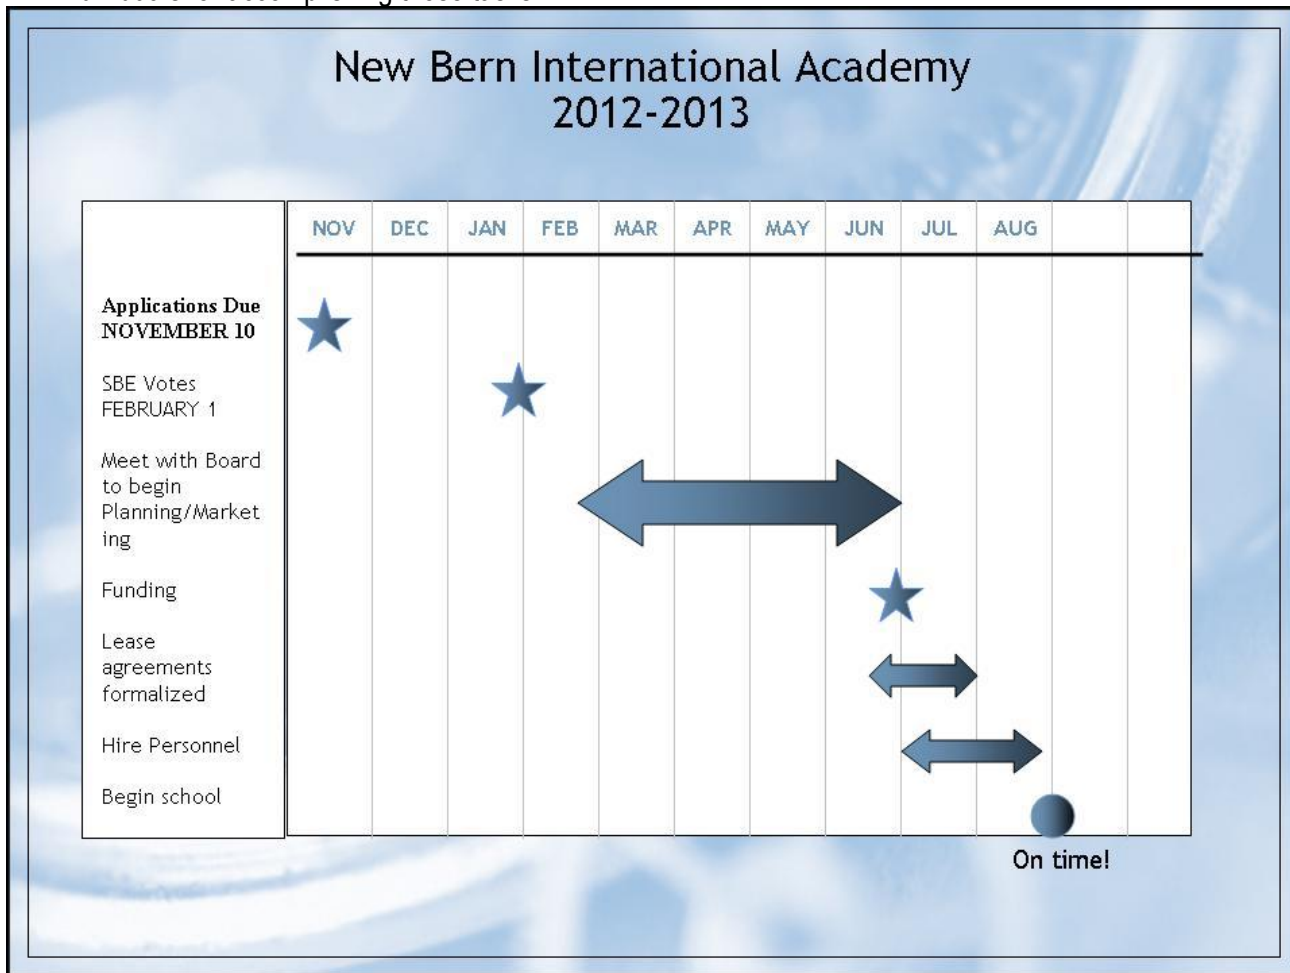 New Bern International Academy
2012-2013
NOV DEC JAN FEB MAR APR MAY JUN JUL AUG
Applications Due
NOVEMBER 10
SBE Votes
FEBRUARY 1
Meet with Board
to begin
Planning/Market
ing
Funding
Lease
agreements
formalized
Hire Personnel
Begin school
On time!